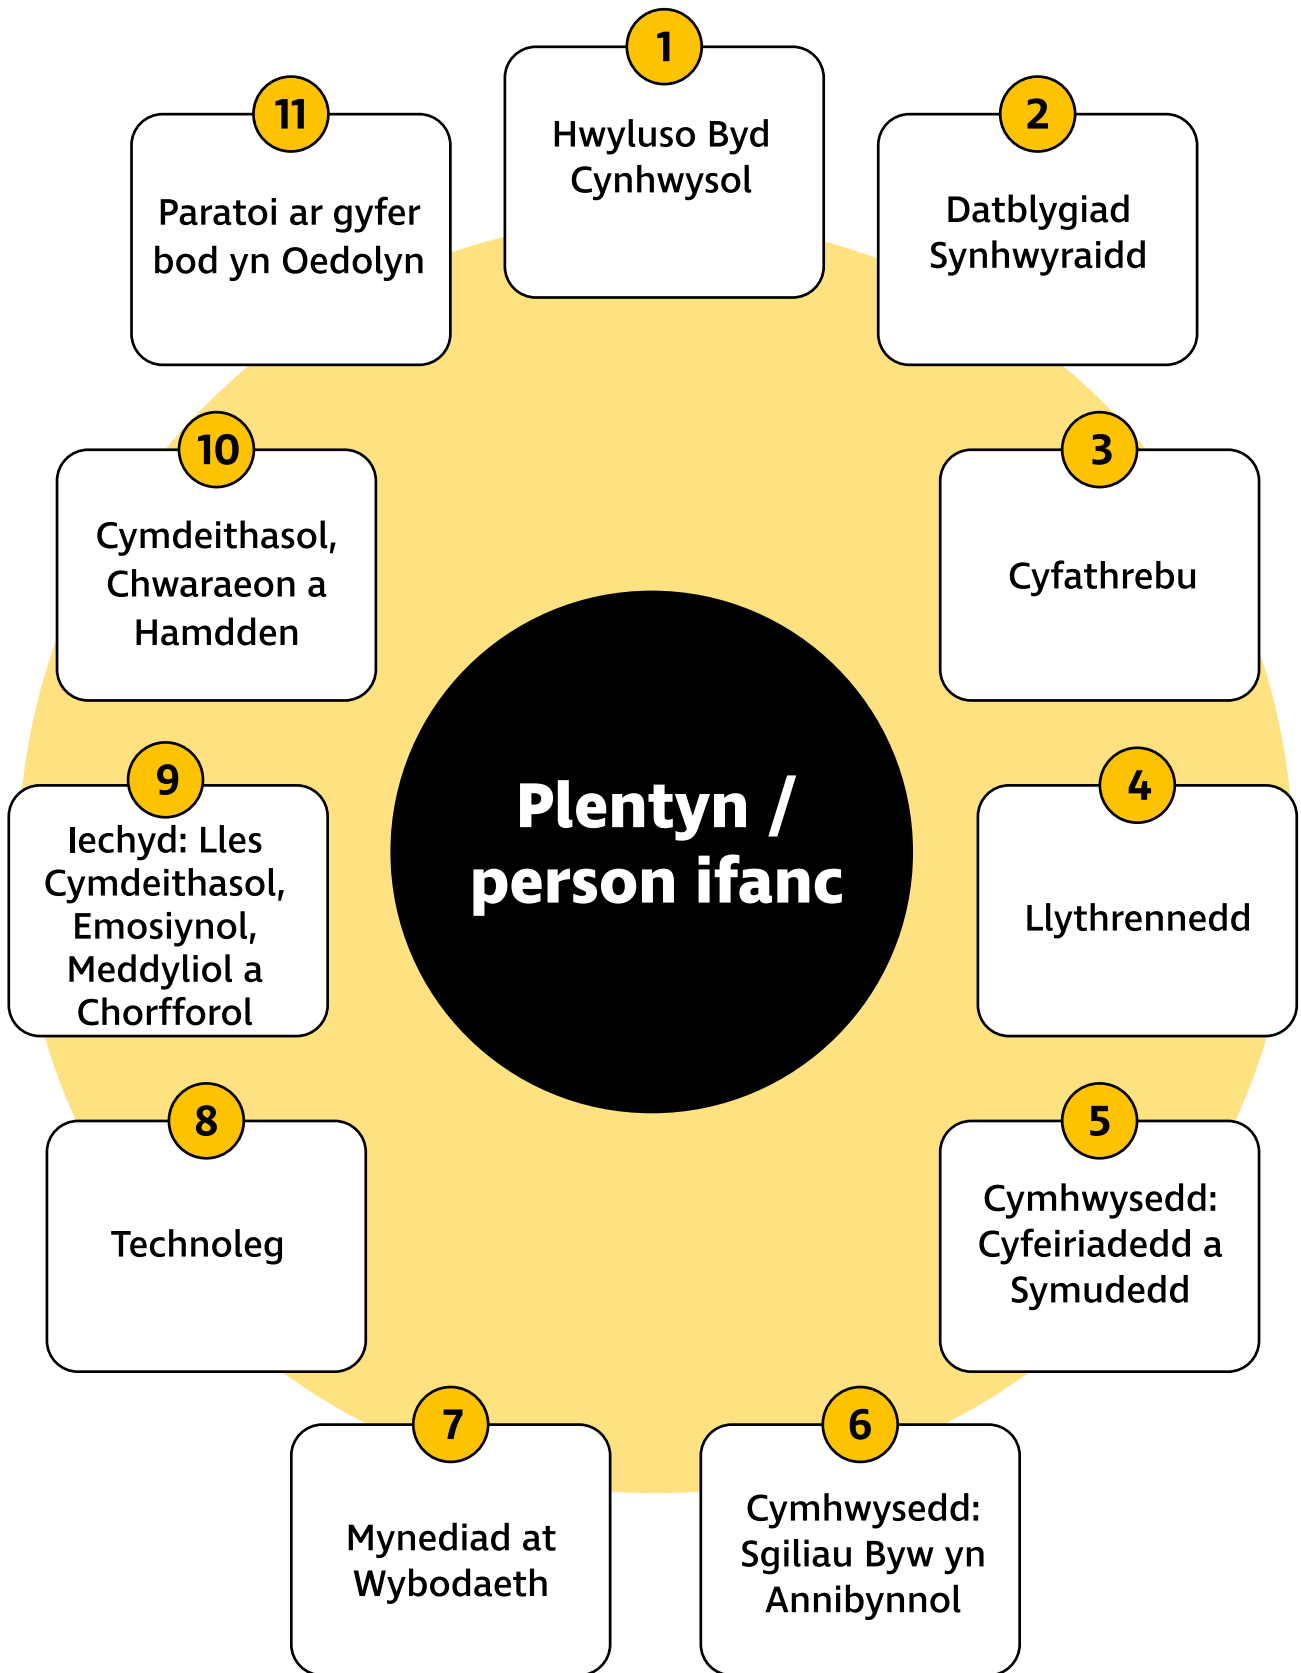 1
Hwyluso Byd
Cynhwysol
2
Datblygiad
Synhwyraidd
3
Cyfathrebu
4
Llythrennedd
5
Cymhwysedd:
Cyfeiriadedd a
Symudedd
6
Cymhwysedd:
Sgiliau Byw yn
Annibynnol
7
Mynediad at
Wybodaeth
8
Technoleg
9
Iechyd: Lles
Cymdeithasol,
Emosiynol,
Meddyliol a
Chorfforol
10
Cymdeithasol,
Chwaraeon a
Hamdden
11
Paratoi ar gyfer
bod yn Oedolyn
Plentyn /
person ifanc